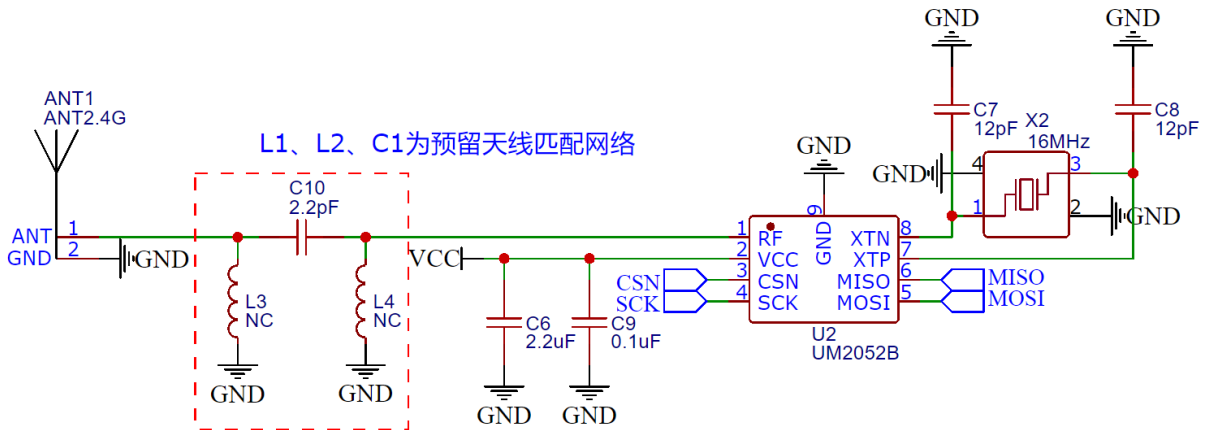 GND
GND
ANT1
ANT2.4G
L1、L2、C1为预留天线匹配网络
C7
12pF
C8
12pF
X2
16MHz
GND
GND
4
3
1
2
GND
C10
2.2pF
9
GND
ANT
1
GND
2
GND
1
RF
XTN
8
VCC
2
VCC
XTP
7
CSN
3
CSN
MISO
6
MISO
SCK
4
SCK
MOSI
5
MOSI
L3
NC
L4
NC
C6
2.2uF
C9
0.1uF
U2
UM2052B
GND
GND
GND
GND